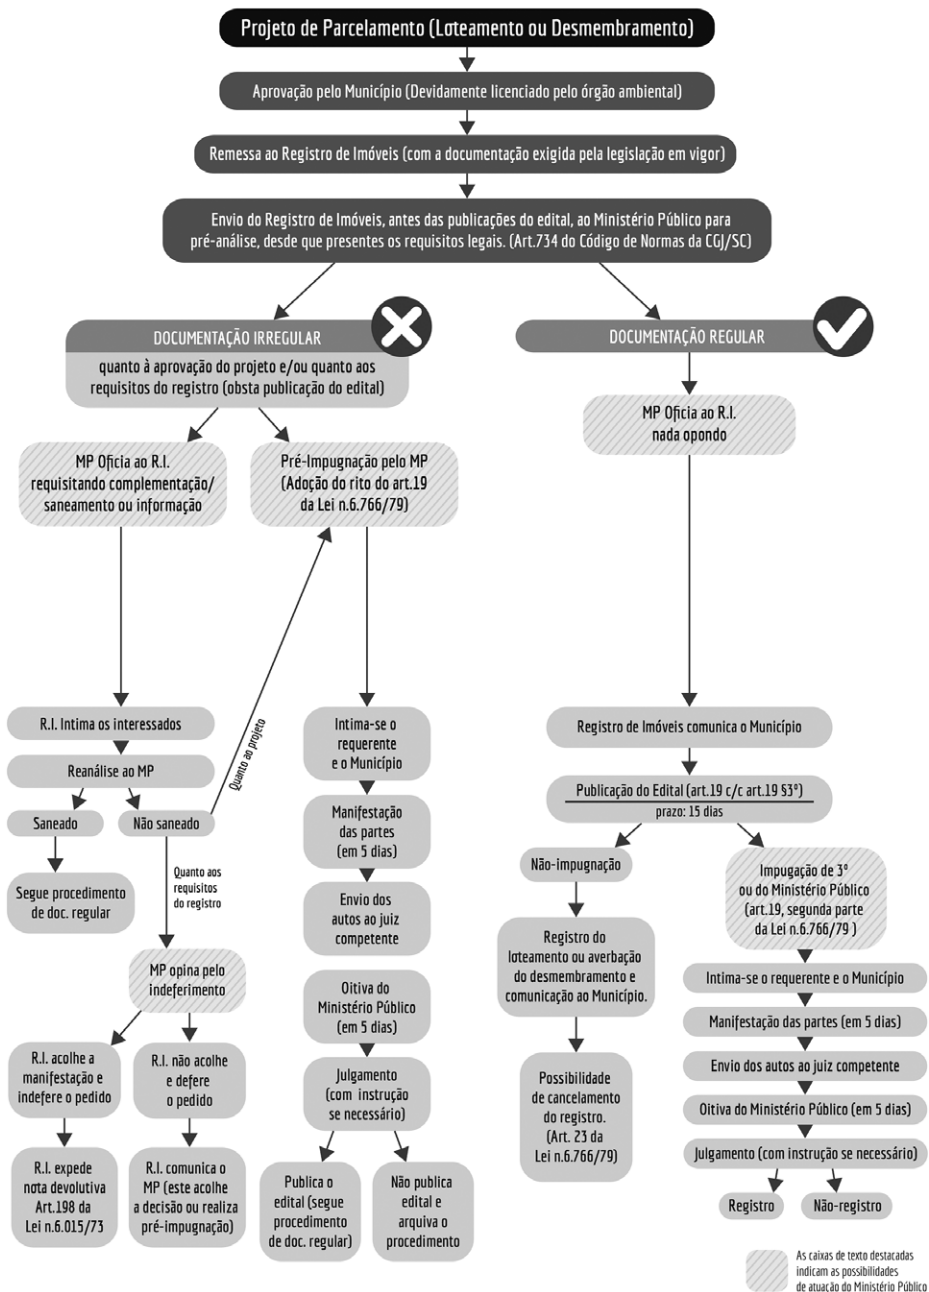 Projeto de Parcelamento (Loteamento ou Desmembramento)
Aprovação pelo Município (Devidamente licenciado pelo órgão ambiental)
Remessa ao Registro de Imóveis (com a documentação exigida pela legislação em vigor)
Envio do Registro de Imóveis, antes das publicações do edital, ao Ministério Público para
pré-análise, desde que presentes os requisitos legais. (Art.734 do Código de Normas da CGJ/SC)
DOCUMENTAÇÃO IRREGULAR
quanto à aprovação do projeto e/ou quanto aos
requisitos do registro (obsta publicação do edital)
MP Oficia ao R.I.
requisitando complementação/
saneamento ou informação
Pré-Impugnação pelo MP
(Adoção do rito do art.19
da Lei n.6.766/79)
R.I. Intima os interessados
Reanálise ao MP
Saneado
Não saneado
Quanto ao projeto
Segue procedimento
de doc. regular
Quanto aos
requisitos
do registro
MP opina pelo
indeferimento
R.I. acolhe a
manifestação e
indefere o pedido
R.I. não acolhe
e defere
o pedido
R.I. expede
nota devolutiva
Art.198 da
Lei n.6.015/73
R.I. comunica o
MP (este acolhe
a decisão ou realiza
pré-impugnação)
Intima-se o
requerente
e o Município
Manifestação
das partes
(em 5 dias)
Envio dos
autos ao juiz
competente
Oitiva do
Ministério Público
(em 5 dias)
Julgamento
(com instrução
se necessário)
Publica o
edital (segue
procedimento
de doc. regular)
Não publica
edital e
arquiva o
procedimento
DOCUMENTAÇÃO REGULAR
MP Oficia ao R.I.
nada opondo
Registro de Imóveis comunica o Município
Publicação do Edital (art.19 c/c art.19 §3º)
prazo: 15 dias
Não-impugnação
Registro do
loteamento ou averbação
do desmembramento e
comunicação ao Município.
Possibilidade
de cancelamento
do registro.
(Art. 23 da
Lei n.6.766/79)
Impugação de 3º
ou do Ministério Público
(art.19, segunda parte
da Lei n.6.766/79 )
Intima-se o requerente e o Município
Manifestação das partes (em 5 dias)
Envio dos autos ao juiz competente
Oitiva do Ministério Público (em 5 dias)
Julgamento (com instrução se necessário)
Registro
Não-registro
As caixas de texto destacadas
indicam as possibilidades
de atuação do Ministério Público